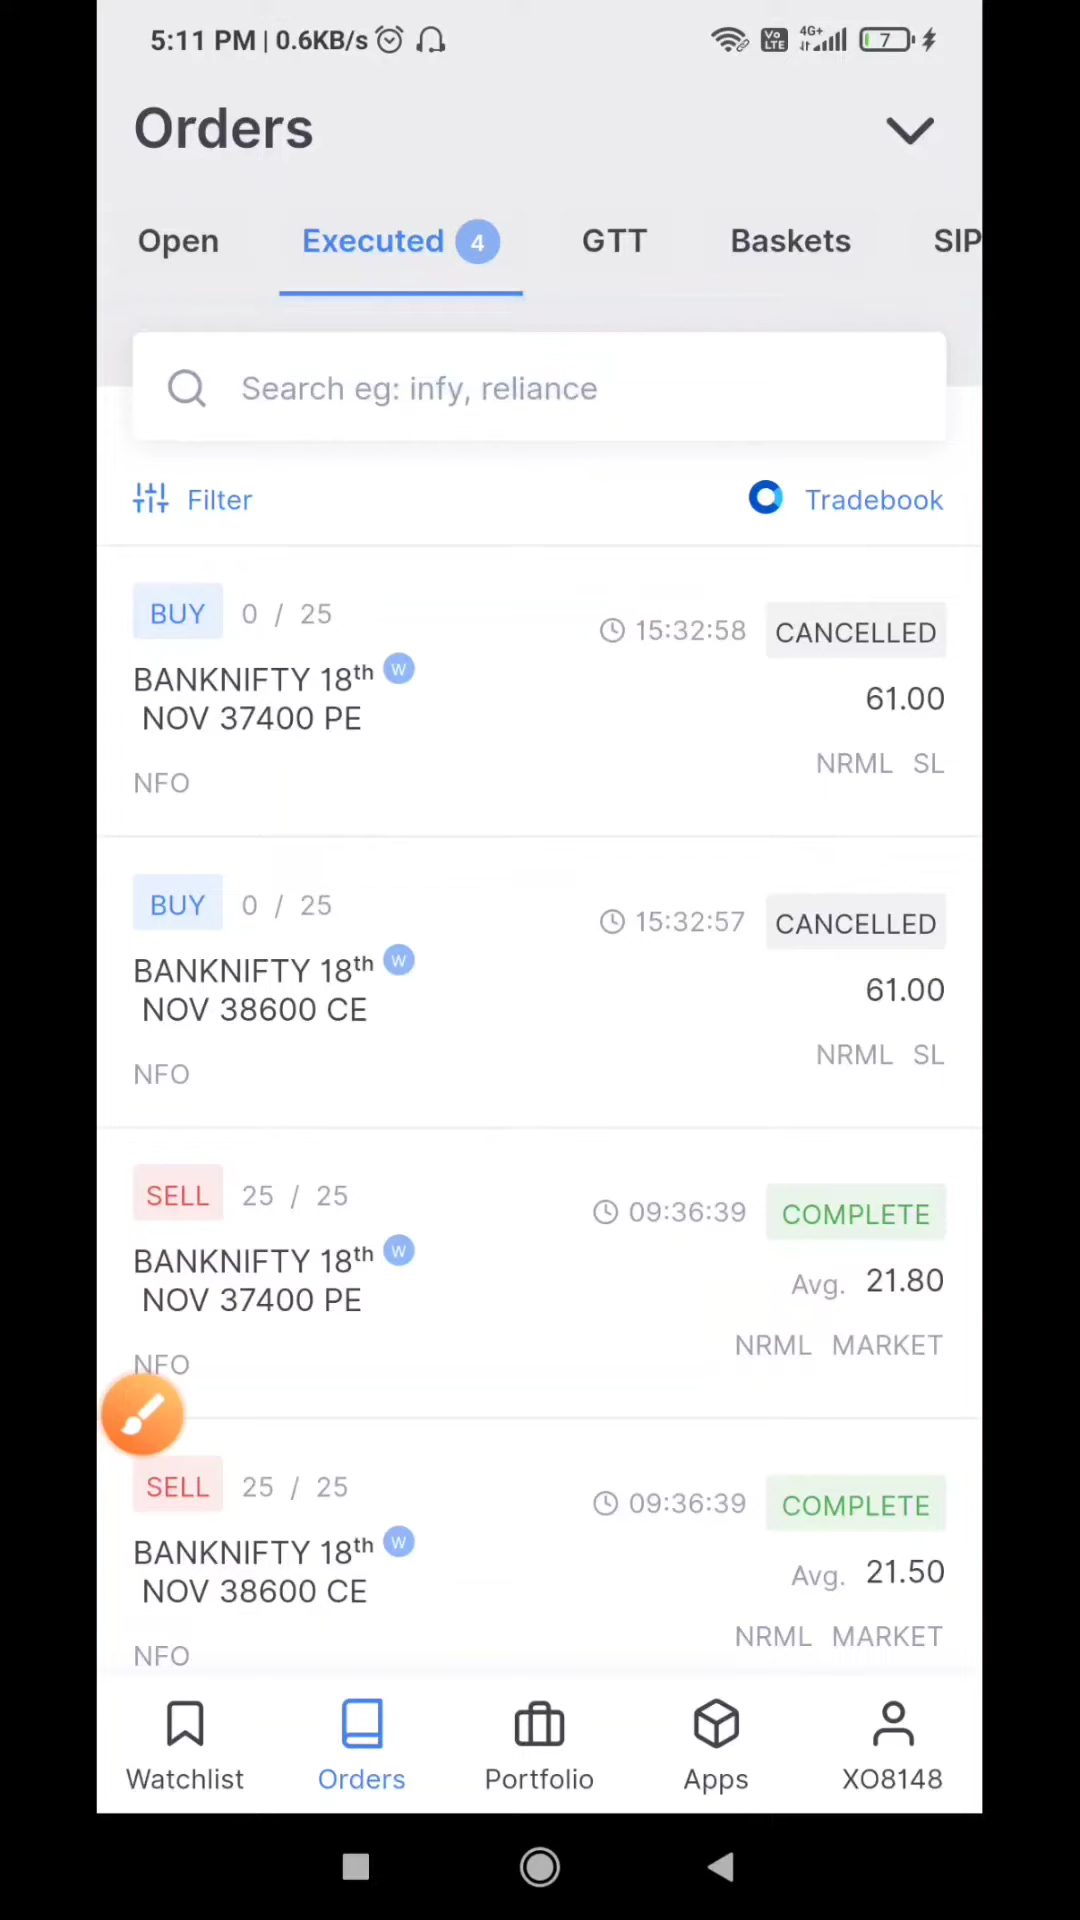 5:11 PM | 0.6KB/s Vo LTE 4G+ 7
Orders
Open Executed 4 GTT Baskets SIP
Search eg: infy, reliance
Filter Tradebook
BUY 0 / 25 15:32:58 CANCELLED
BANKNIFTY 18th W
NOV 37400 PE 61.00
NFO NRML SL
BUY 0 / 25 15:32:57 CANCELLED
BANKNIFTY 18th W
NOV 38600 CE 61.00
NFO NRML SL
SELL 25 / 25 09:36:39 COMPLETE
BANKNIFTY 18th W
NOV 37400 PE Avg. 21.80
NFO NRML MARKET
SELL 25 / 25 09:36:39 COMPLETE
BANKNIFTY 18th W
NOV 38600 CE Avg. 21.50
NFO NRML MARKET
Watchlist Orders Portfolio Apps XO8148